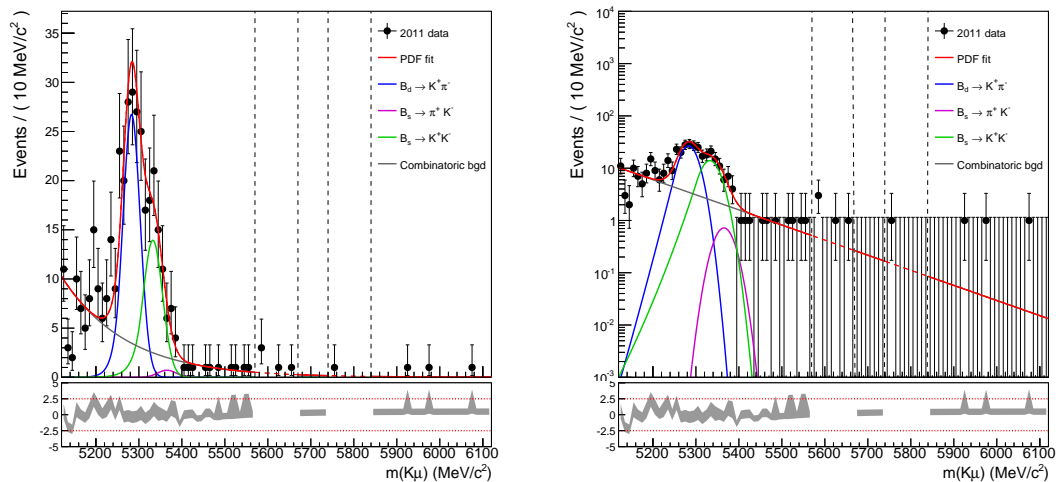 Events / ( 10 MeV/c²)
35
30
25
20
15
10
5
0
2011 data
PDF fit
B_d → K⁺π⁻
B_s → π⁺ K⁻
B_s → K⁺K⁻
Combinatoric bgd
5
2.5
0
-2.5
-5
5200 5300 5400 5500 5600 5700 5800 5900 6000 6100
m(Kμ) (MeV/c²)
Events / ( 10 MeV/c²)
10⁴
10³
10²
10
1
10⁻¹
10⁻²
10⁻³
2011 data
PDF fit
B_d → K⁺π⁻
B_s → π⁺ K⁻
B_s → K⁺K⁻
Combinatoric bgd
5
2.5
0
-2.5
-5
5200 5300 5400 5500 5600 5700 5800 5900 6000 6100
m(Kμ) (MeV/c²)